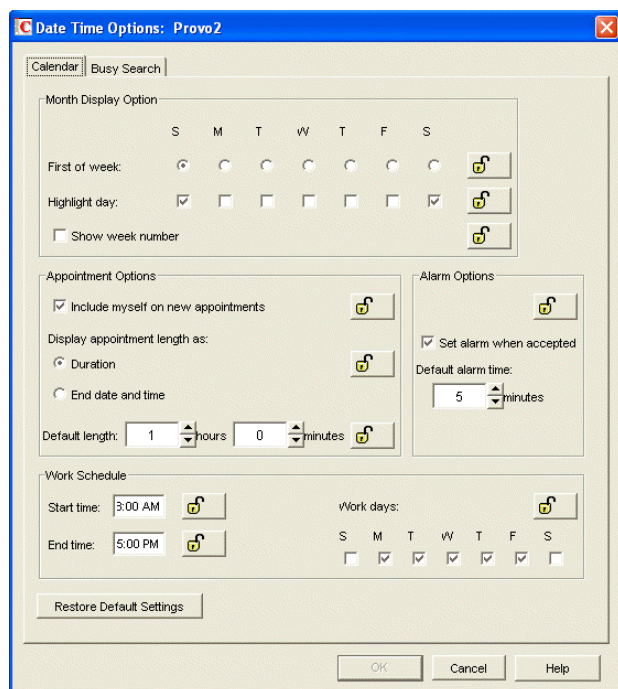 Date Time Options: Provo2
Calendar Busy Search
Month Display Option
S M T W T F S
First of week:
Highlight day:
Show week number
Appointment Options
Include myself on new appointments
Display appointment length as:
Duration
End date and time
Default length: 1 hours 0 minutes
Alarm Options
Set alarm when accepted
Default alarm time:
5 minutes
Work Schedule
Start time: :00 AM
End time: 5:00 PM
Work days:
S M T W T F S
Restore Default Settings
OK Cancel Help